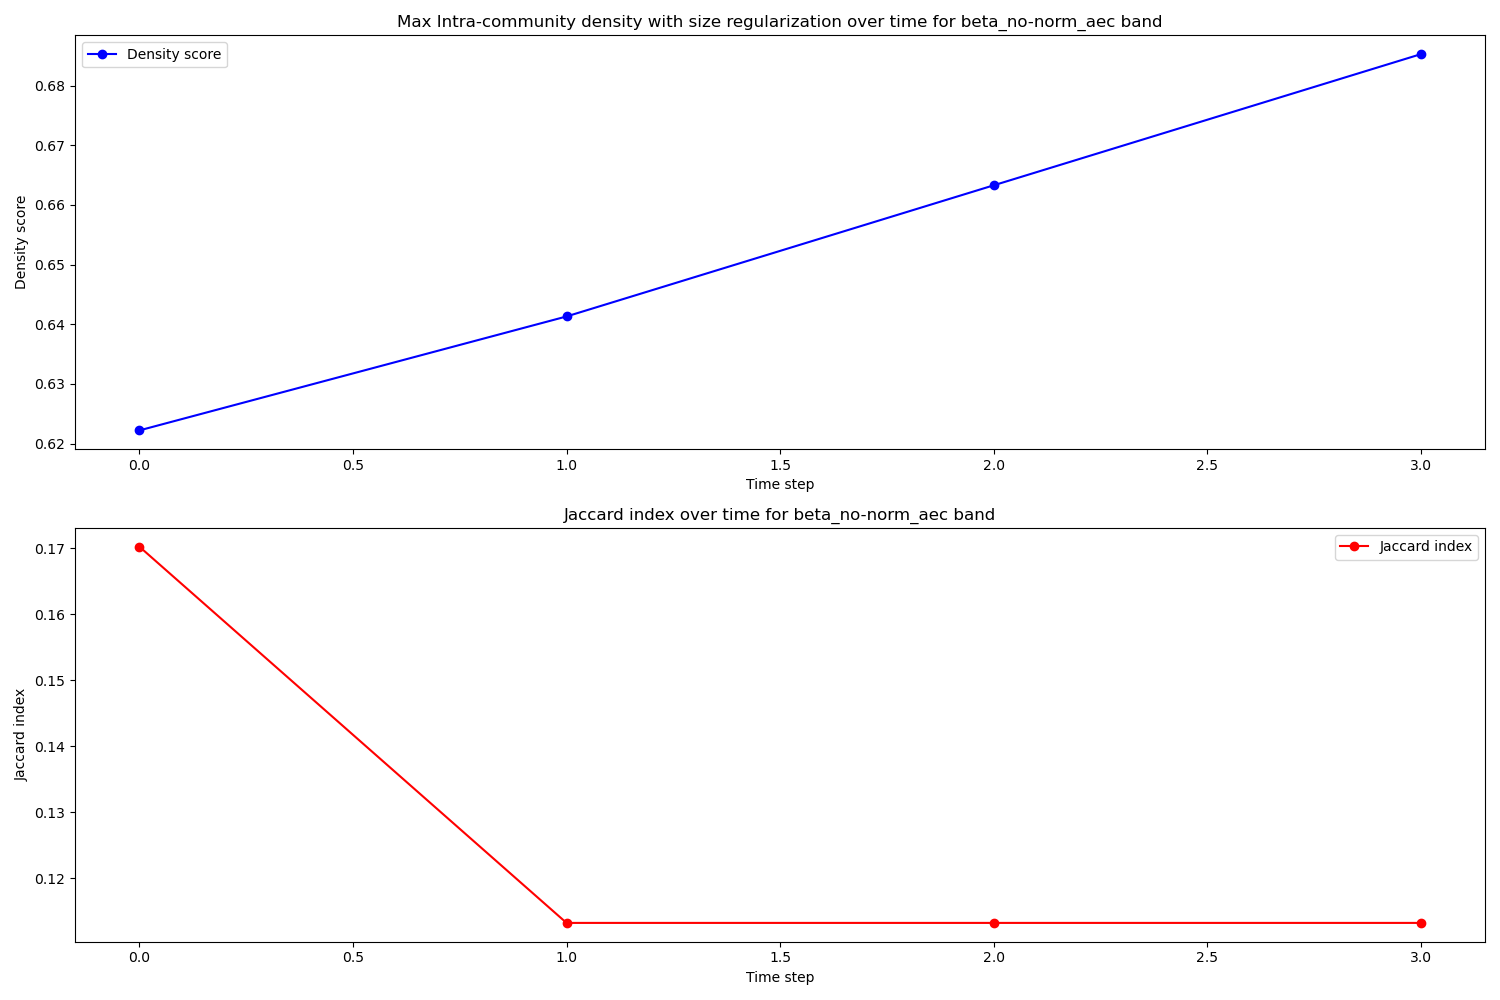 Max Intra-community density with size regularization over time for beta_no-norm_aec band
Density score
0.68
0.67
0.66
0.65
0.64
0.63
0.62
Density score
0.0 0.5 1.0 1.5 2.0 2.5 3.0
Time step
Jaccard index over time for beta_no-norm_aec band
Jaccard index
0.17
0.16
0.15
0.14
0.13
0.12
Jaccard index
0.0 0.5 1.0 1.5 2.0 2.5 3.0
Time step